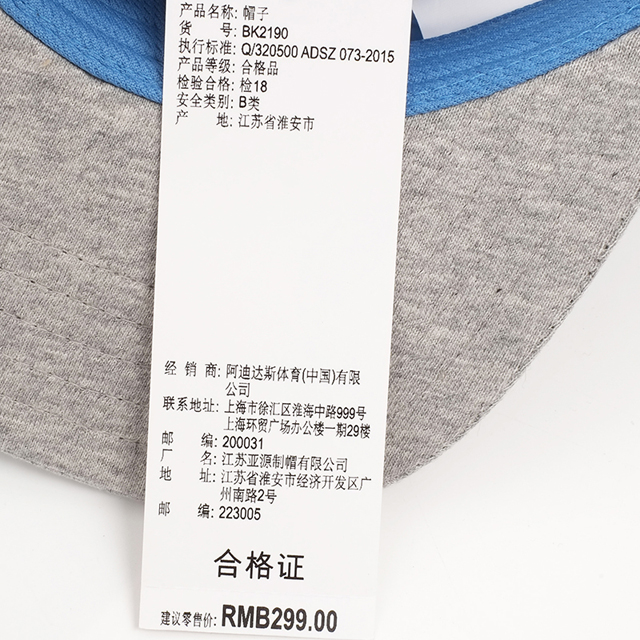 产品名称: 帽子
货 号: BK2190
执行标准: Q/320500 ADSZ 073-2015
产品等级: 合格品
检验合格: 检18
安全类别: B类
产 地: 江苏省淮安市
经 销 商: 阿迪达斯体育(中国)有限
公司
联系地址: 上海市徐汇区淮海中路999号
上海环贸广场办公楼一期29楼
邮 编: 200031
厂 名: 江苏亚源制帽有限公司
地 址: 江苏省淮安市经济开发区广
州南路2号
邮 编: 223005
合格证
建议零售价: RMB299.00